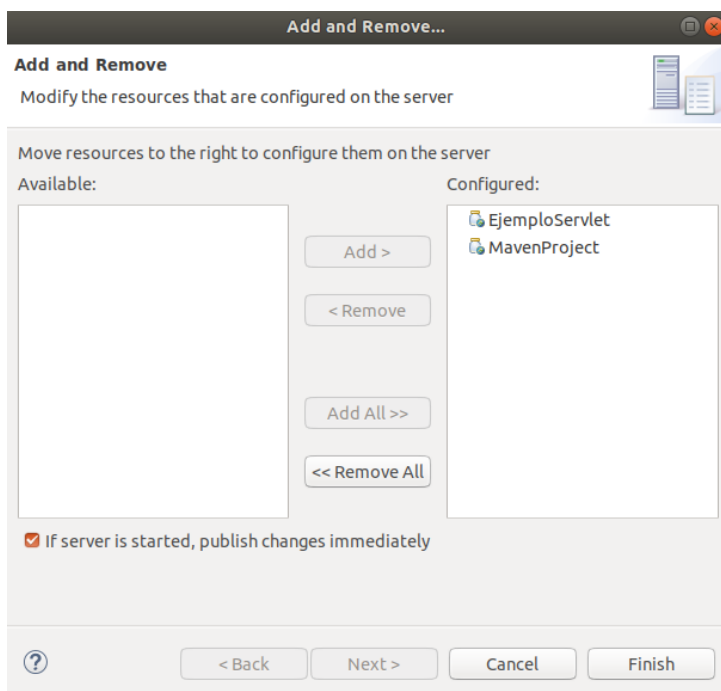 Add and Remove...
Add and Remove
Modify the resources that are configured on the server
Move resources to the right to configure them on the server
Available:
Configured:
EjemploServlet
MavenProject
Add >
< Remove
Add All >>
<< Remove All
If server is started, publish changes immediately
?
< Back
Next >
Cancel
Finish